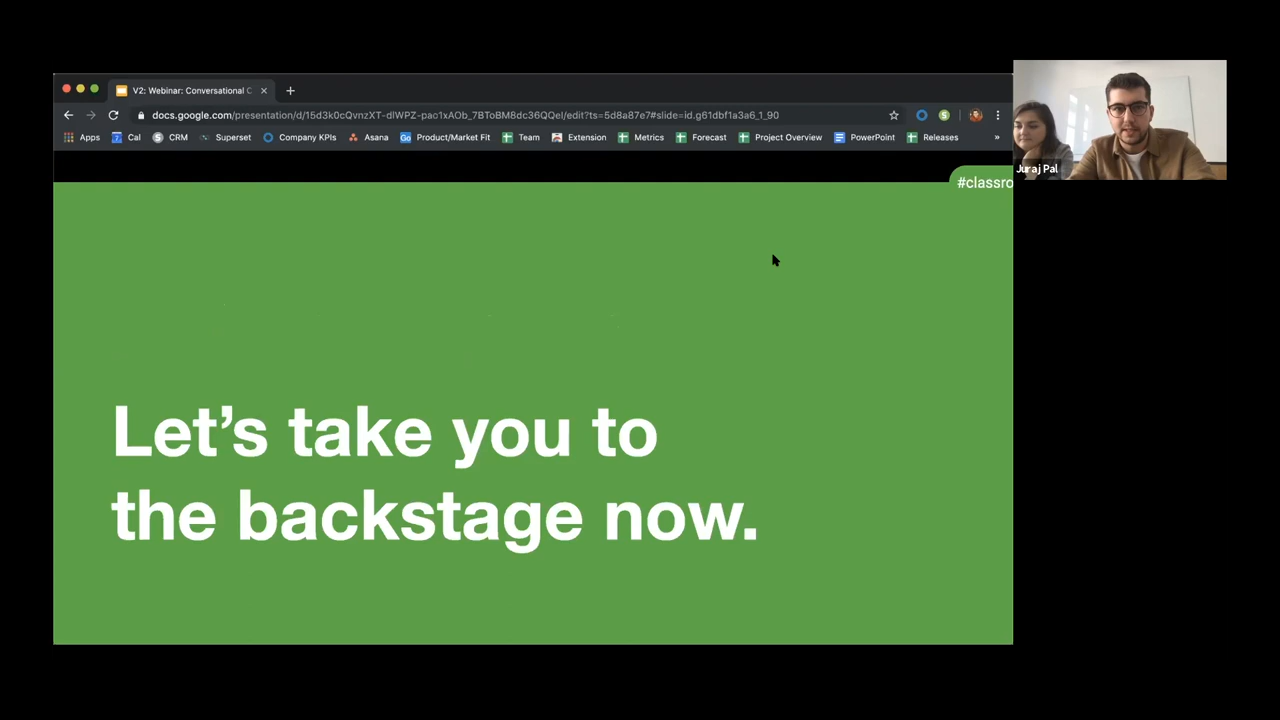 V2: Webinar: Conversational C
docs.google.com/presentation/d/15d3k0cQvnzXT-dlWPZ-pao1xAOb_7BToBM8dc36QQeI/edit?ts=5d8a87e7#slide=id.g61dbf1a3a6_1_90
Apps Cal CRM Superset Company KPIs Asana Product/Market Fit Team Extension Metrics Forecast Project Overview PowerPoint Releases »
Juraj Pal
#classro
Let's take you to
the backstage now.